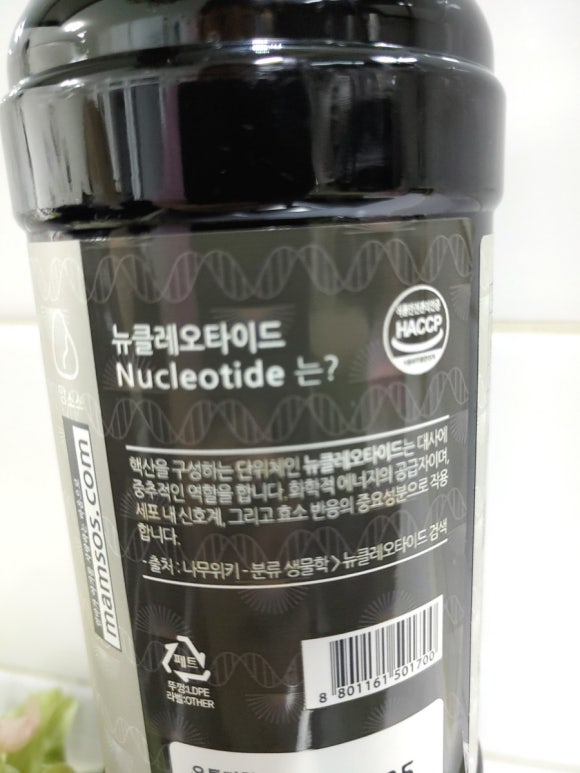 뉴클레오타이드
Nucleotide 는?
HACCP
맘소스
mamsos.com
핵산을 구성하는 단위체인 뉴클레오타이드는 대사에
중추적인 역할을 합니다. 화학적 에너지의 공급자이며,
세포 내 신호계, 그리고 효소 반응의 중요성분으로 작용
합니다.
- 출처 : 나무위키 - 분류 생물학 > 뉴클레오타이드 검색
페트
뚜껑:LDPE
라벨:OTHER
8 801161 501700